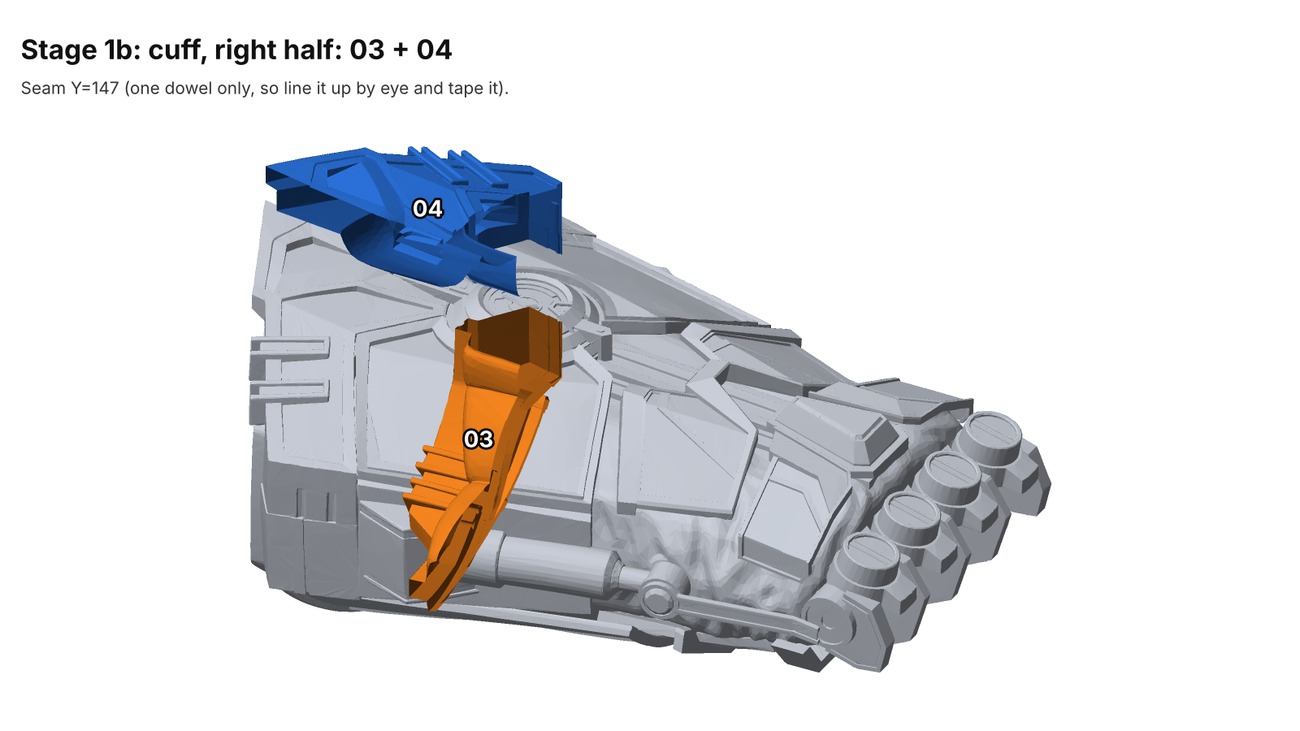 Stage 1b: cuff, right half: 03 + 04
Seam Y=147 (one dowel only, so line it up by eye and tape it).
04
03